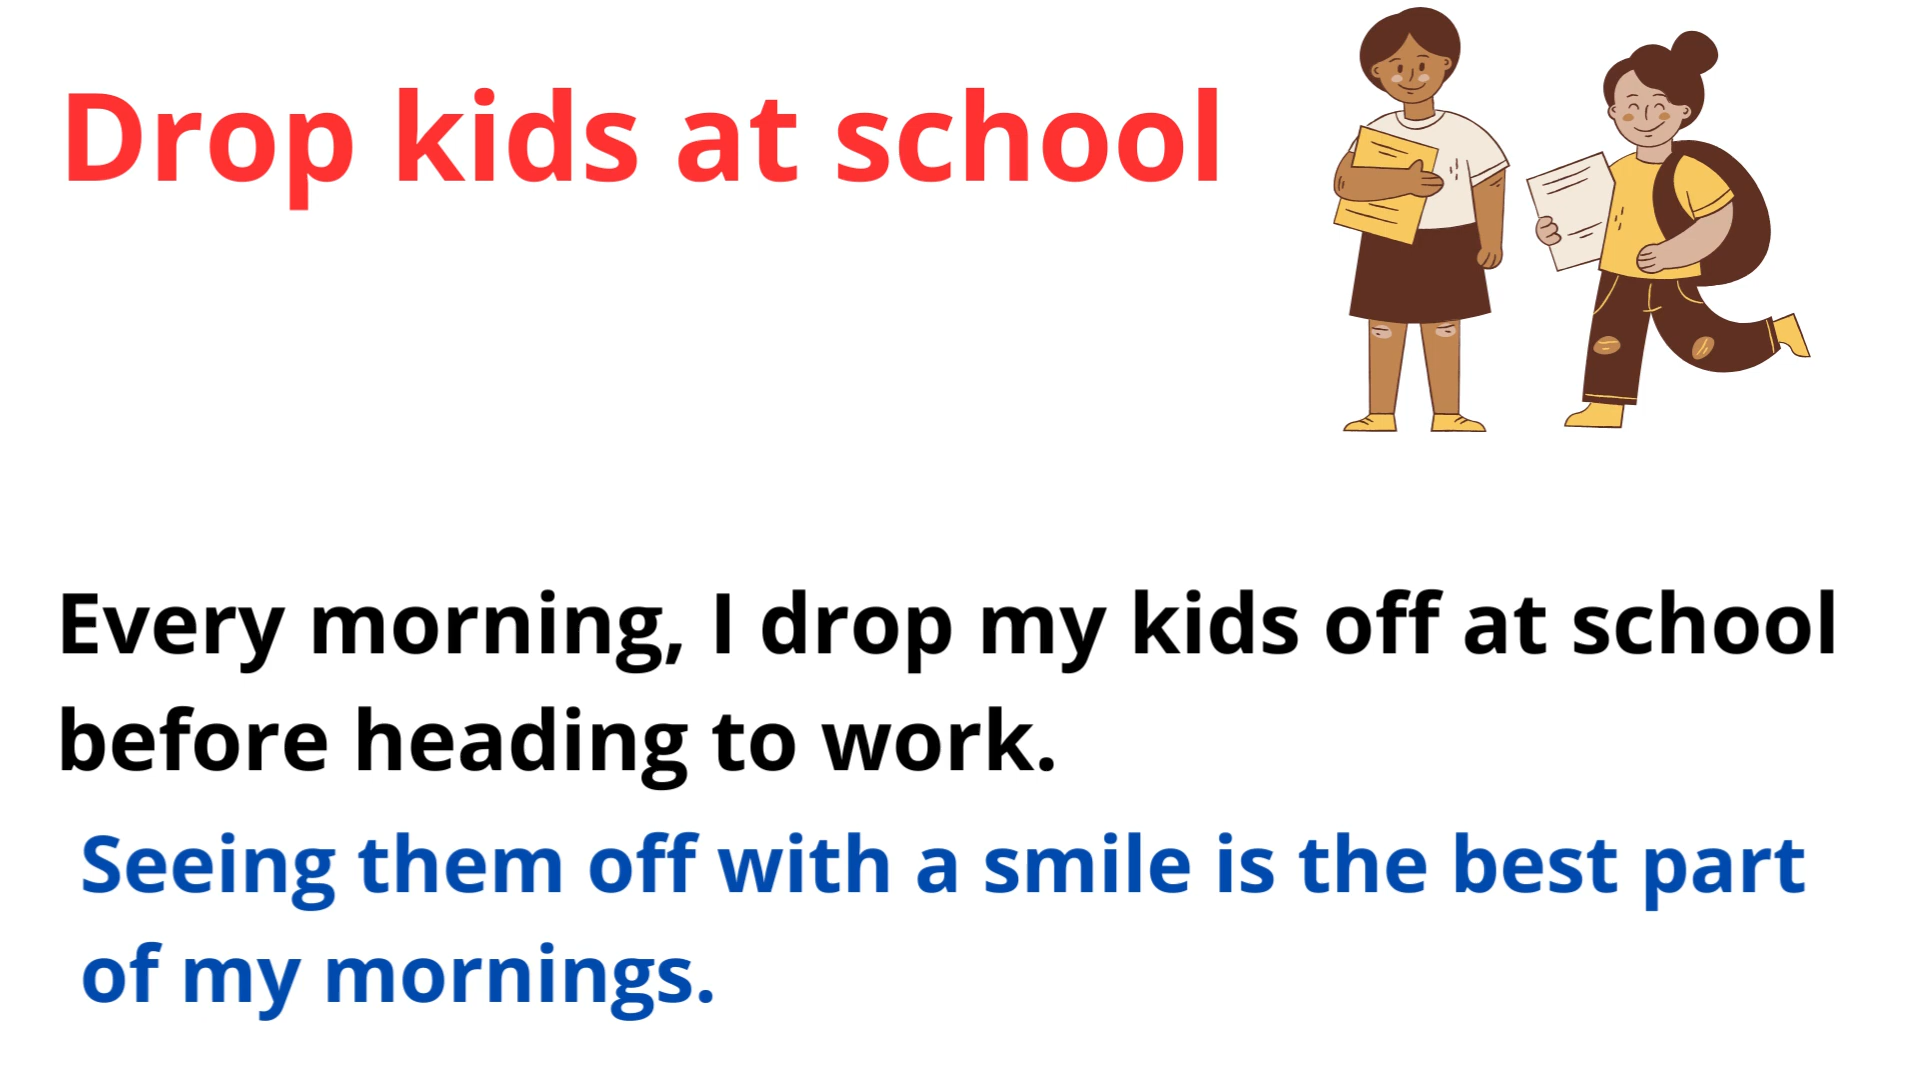 Drop kids at school
Every morning, I drop my kids off at school
before heading to work.
Seeing them off with a smile is the best part
of my mornings.